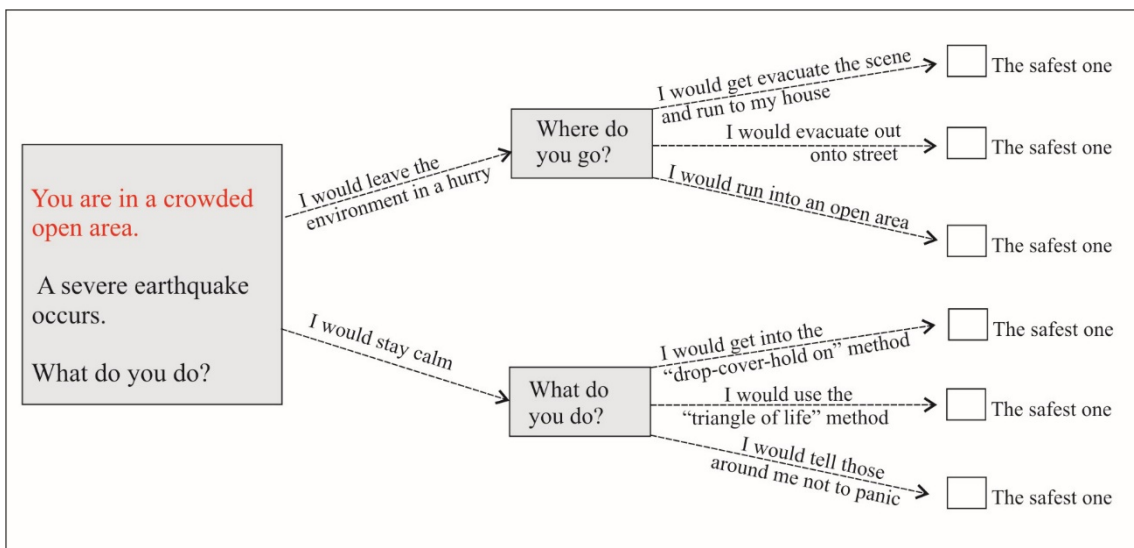 You are in a crowded
open area.
A severe earthquake
occurs.
What do you do?
I would leave the
environment in a hurry
Where do
you go?
I would get evacuate the scene
and run to my house
The safest one
I would evacuate out
onto street
The safest one
I would run into an open area
The safest one
I would stay calm
What do
you do?
I would get into the
“drop-cover-hold on” method
The safest one
I would use the
“triangle of life” method
The safest one
I would tell those
around me not to panic
The safest one